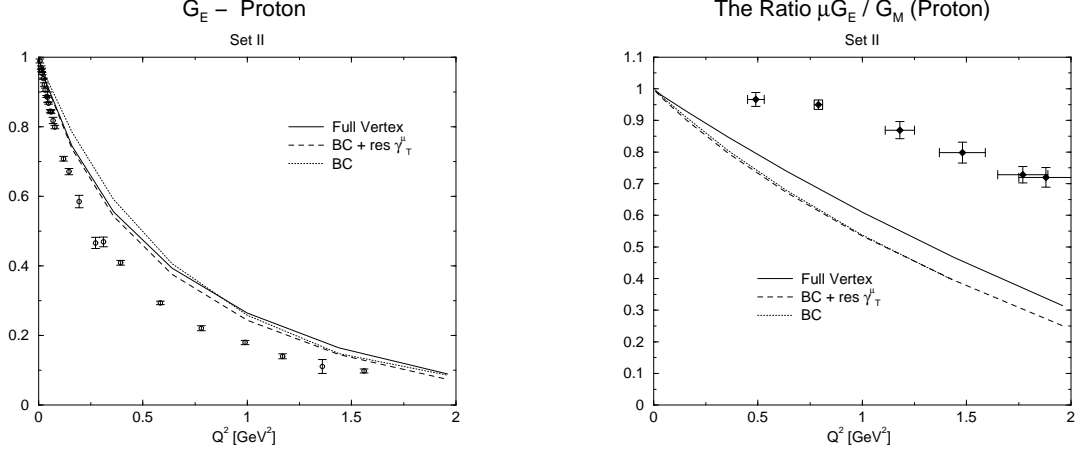 G_E − Proton
Set II
1
0.8
0.6
0.4
0.2
0
0 0.5 1 1.5 2
Q^2 [GeV^2]
Full Vertex
BC + res γ^μ_T
BC
The Ratio μG_E / G_M (Proton)
Set II
1.1
1
0.9
0.8
0.7
0.6
0.5
0.4
0.3
0.2
0.1
0
0 0.5 1 1.5 2
Q^2 [GeV^2]
Full Vertex
BC + res γ^μ_T
BC